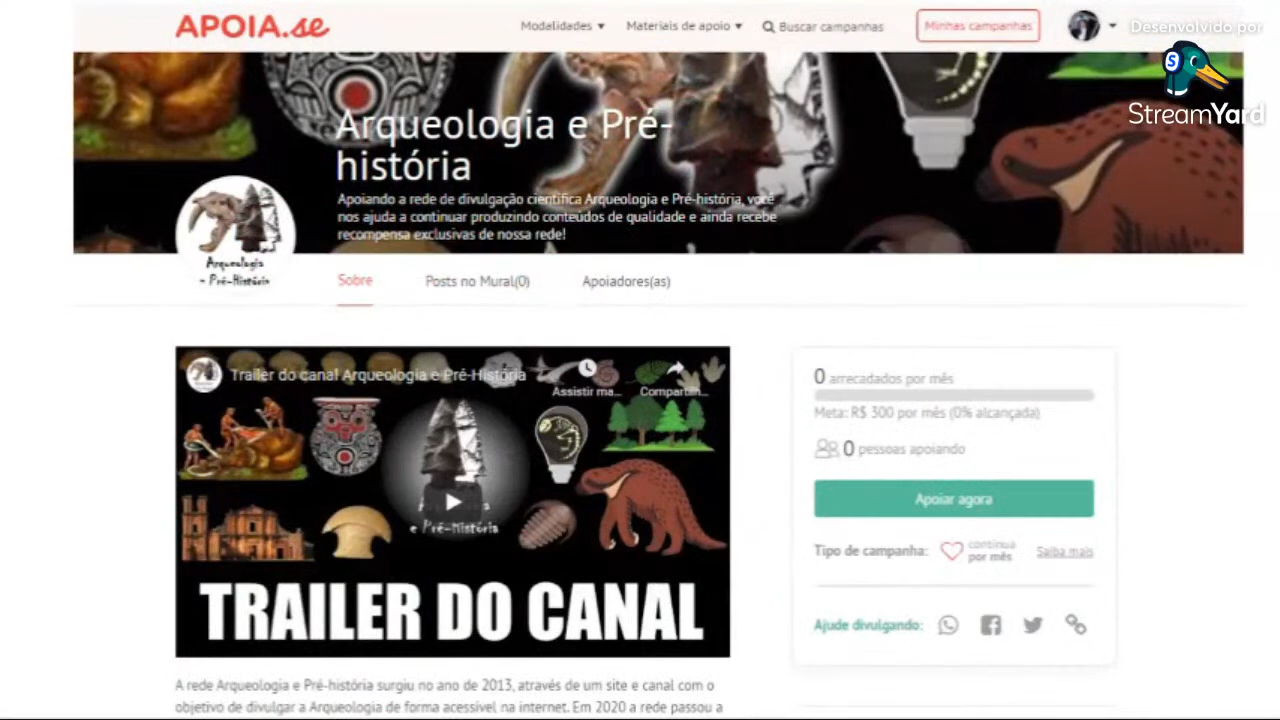 APOIA.se
Modalidades
Materiais de apoio
Buscar campanhas
Minhas campanhas
Desenvolvido por
StreamYard
Arqueologia e Pré-
história
Apoiando a rede de divulgação científica Arqueologia e Pré-história, você
nos ajuda a continuar produzindo conteúdos de qualidade e ainda recebe
recompensa exclusivas de nossa rede!
Arqueologia
e Pré-História
Sobre
Posts no Mural(0)
Apoiadores(as)
Trailer do canal Arqueologia e Pré-História
Assistir ma...
Compartilh...
e Pré-História
TRAILER DO CANAL
0 arrecadados por mês
Meta: R$ 300 por mês (0% alcançada)
0 pessoas apoiando
Apoiar agora
Tipo de campanha:
contínua
por mês
Saiba mais
Ajude divulgando:
A rede Arqueologia e Pré-história surgiu no ano de 2013, através de um site e canal com o
objetivo de divulgar a Arqueologia de forma acessível na internet. Em 2020 a rede passou a